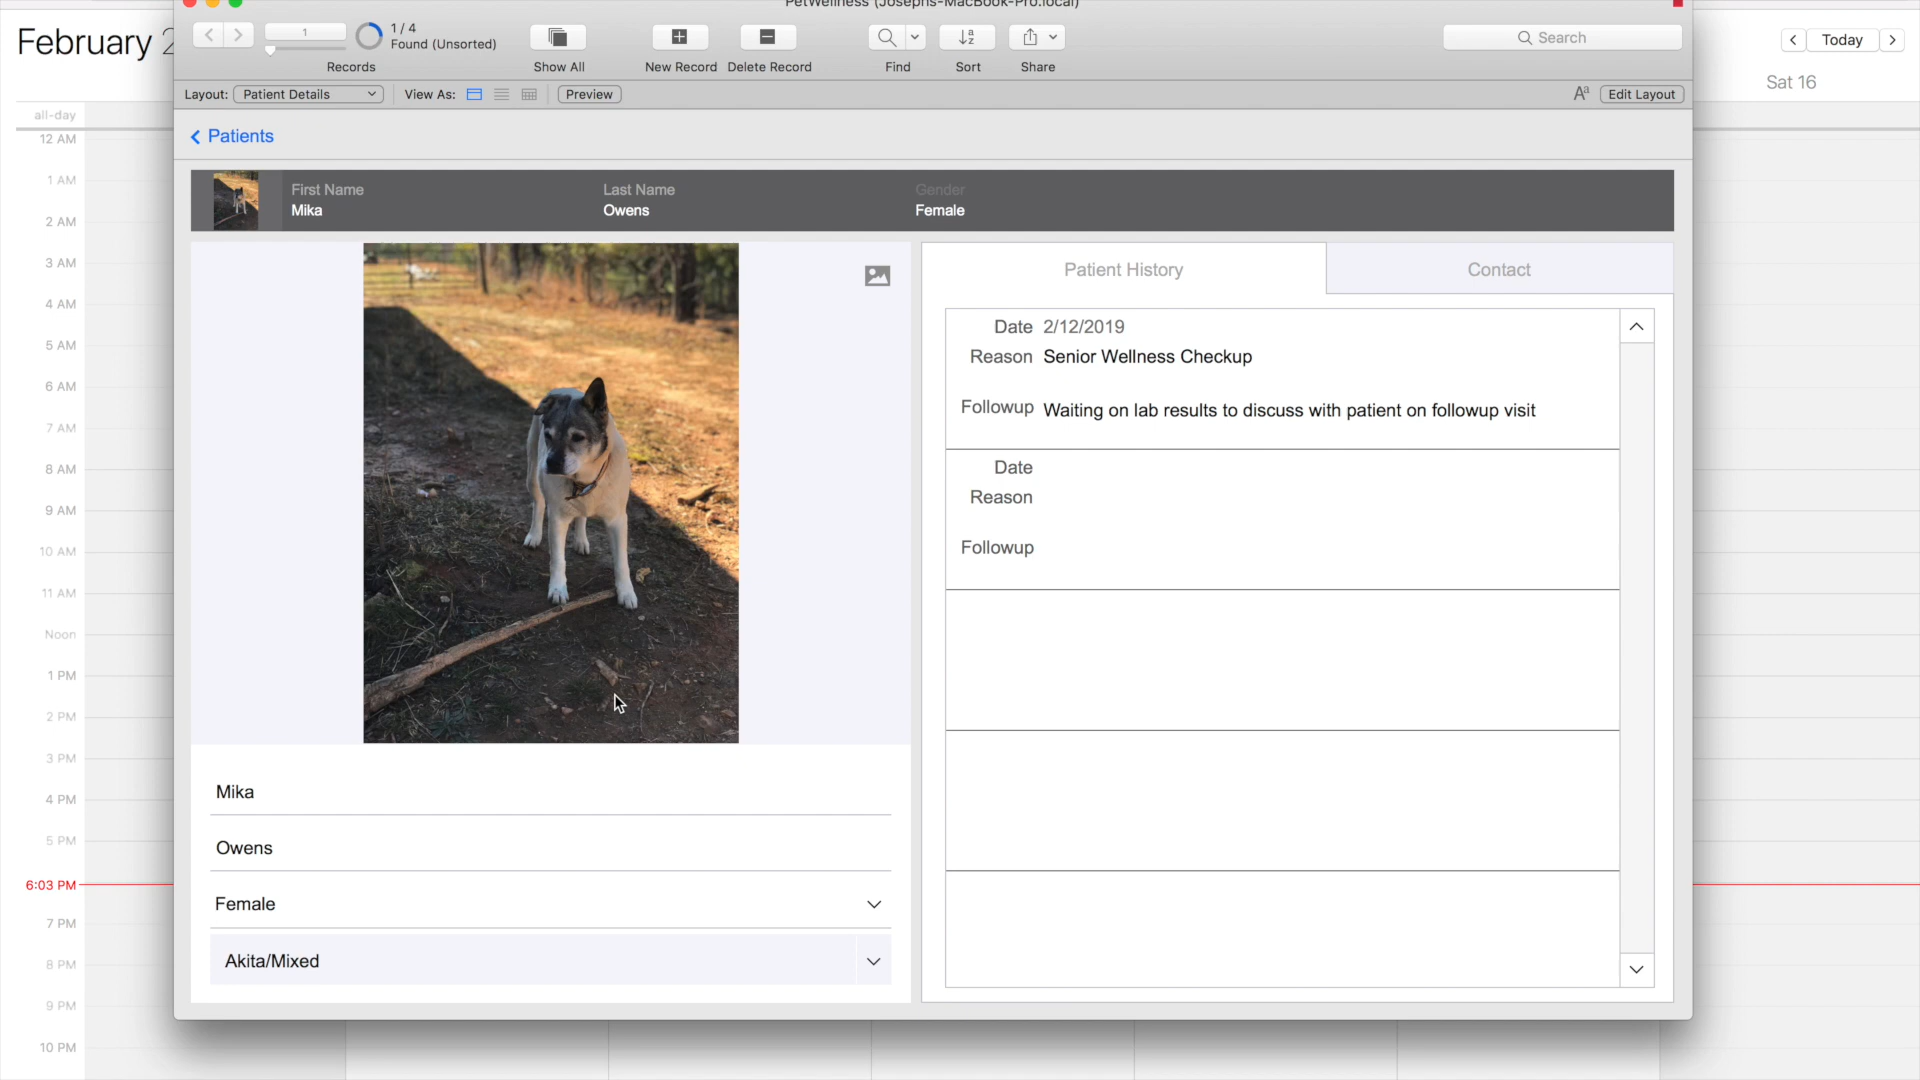 PetWellness (Josephs-MacBook-Pro.local)
February
1
1 / 4
Found (Unsorted)
Records
Show All
New Record
Delete Record
Find
Sort
Share
Search
Today
Sat 16
Layout:
Patient Details
View As:
Preview
Aa
Edit Layout
Patients
First Name
Mika
Last Name
Owens
Gender
Female
Patient History
Contact
Date 2/12/2019
Reason Senior Wellness Checkup
Followup Waiting on lab results to discuss with patient on followup visit
Date
Reason
Followup
Mika
Owens
Female
Akita/Mixed
all-day
12 AM
1 AM
2 AM
3 AM
4 AM
5 AM
6 AM
7 AM
8 AM
9 AM
10 AM
11 AM
Noon
1 PM
2 PM
3 PM
4 PM
5 PM
6:03 PM
7 PM
8 PM
9 PM
10 PM